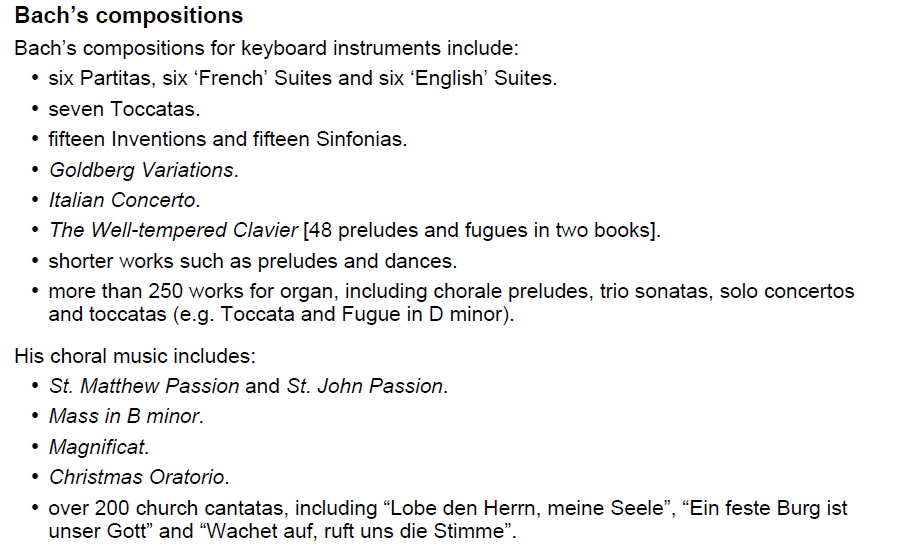 Bach’s compositions
Bach’s compositions for keyboard instruments include:
• six Partitas, six ‘French’ Suites and six ‘English’ Suites.
• seven Toccatas.
• fifteen Inventions and fifteen Sinfonias.
• Goldberg Variations.
• Italian Concerto.
• The Well-tempered Clavier [48 preludes and fugues in two books].
• shorter works such as preludes and dances.
• more than 250 works for organ, including chorale preludes, trio sonatas, solo concertos
and toccatas (e.g. Toccata and Fugue in D minor).
His choral music includes:
• St. Matthew Passion and St. John Passion.
• Mass in B minor.
• Magnificat.
• Christmas Oratorio.
• over 200 church cantatas, including “Lobe den Herrn, meine Seele”, “Ein feste Burg ist
unser Gott” and “Wachet auf, ruft uns die Stimme”.